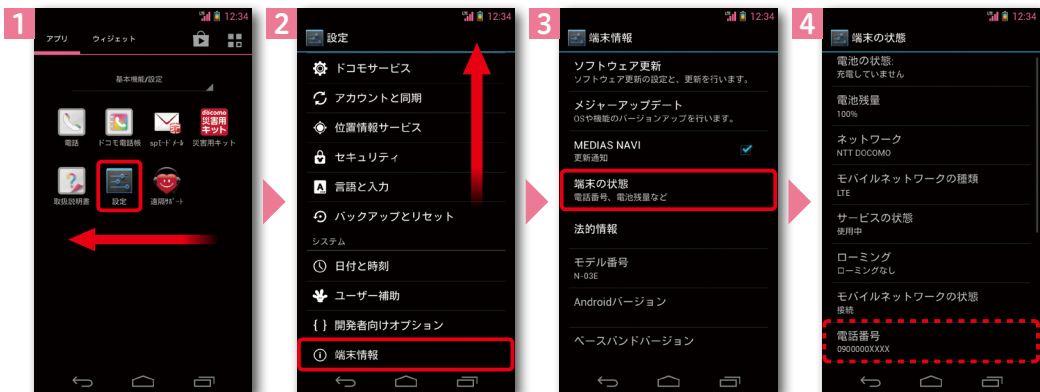 1
12:34
アプリ
ウィジェット
基本機能/設定
電話
ドコモ電話帳
spモードメール
docomo
災害用
キット
災害用キット
取扱説明書
設定
遠隔サポート
2
12:34
設定
ドコモサービス
アカウントと同期
位置情報サービス
セキュリティ
A 言語と入力
バックアップとリセット
システム
日付と時刻
ユーザー補助
{ } 開発者向けオプション
端末情報
3
12:34
端末情報
ソフトウェア更新
ソフトウェア更新の設定と、更新を行います。
メジャーアップデート
OSや機能のバージョンアップを行います。
MEDIAS NAVI
更新通知
端末の状態
電話番号、電池残量など
法的情報
モデル番号
N-03E
Androidバージョン
ベースバンドバージョン
4
12:34
端末の状態
電池の状態:
充電していません
電池残量
100%
ネットワーク
NTT DOCOMO
モバイルネットワークの種類
LTE
サービスの状態
使用中
ローミング
ローミングなし
モバイルネットワークの状態
接続
電話番号
0900000XXXX